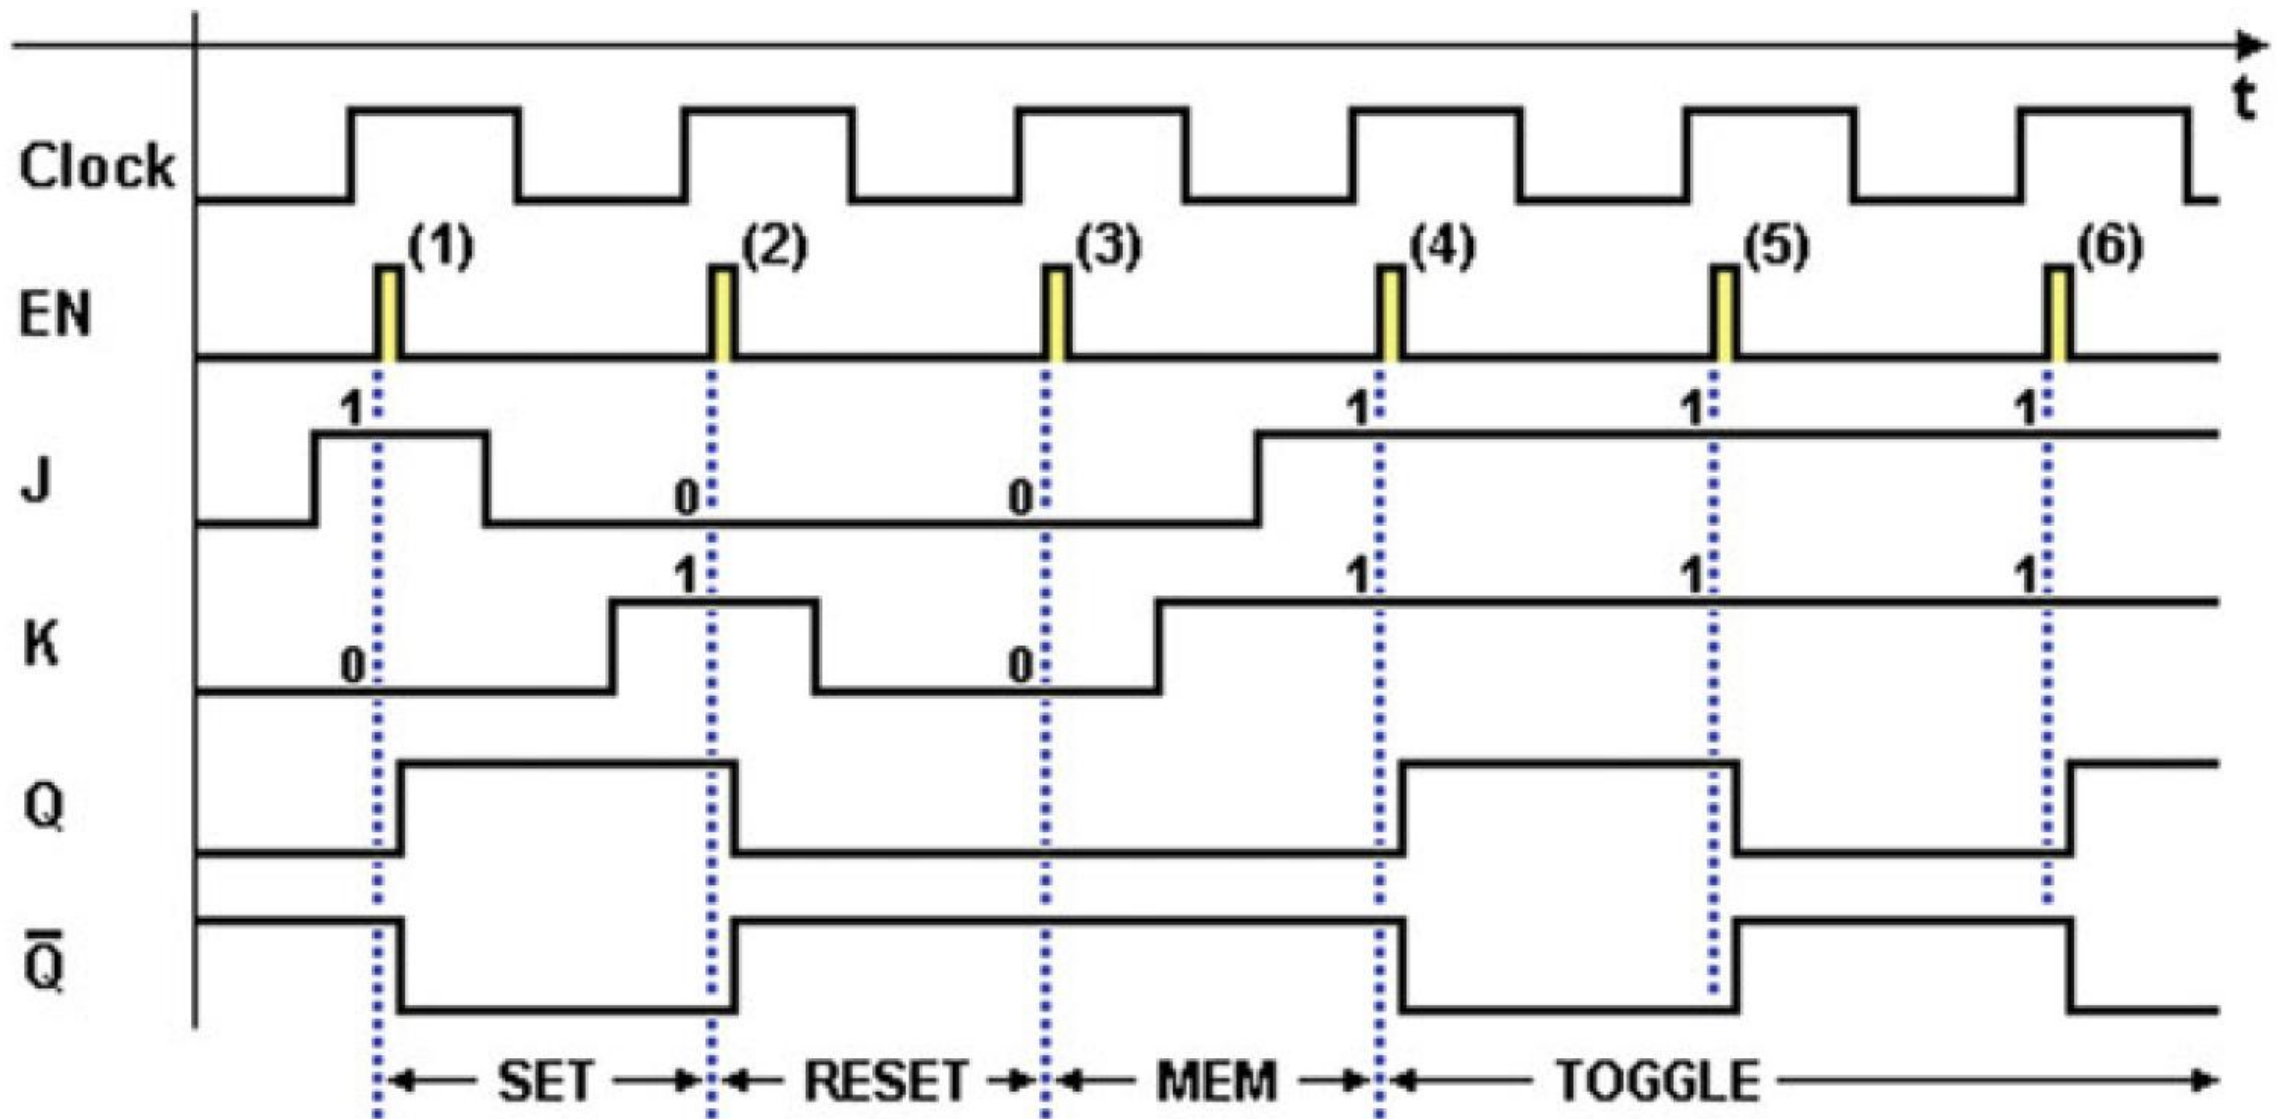 t
Clock
(1) (2) (3) (4) (5) (6)
EN
1 1 1 1
J
0 0
1 1 1 1
K
0 0
Q
Q̅
SET RESET MEM TOGGLE